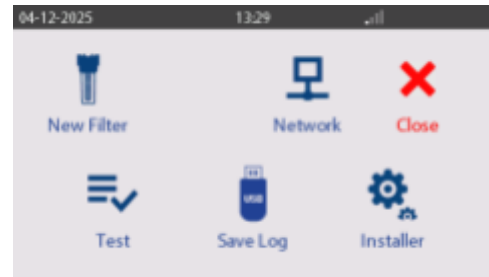 04-12-2025 13:29
New Filter Network Close
USB
Test Save Log Installer